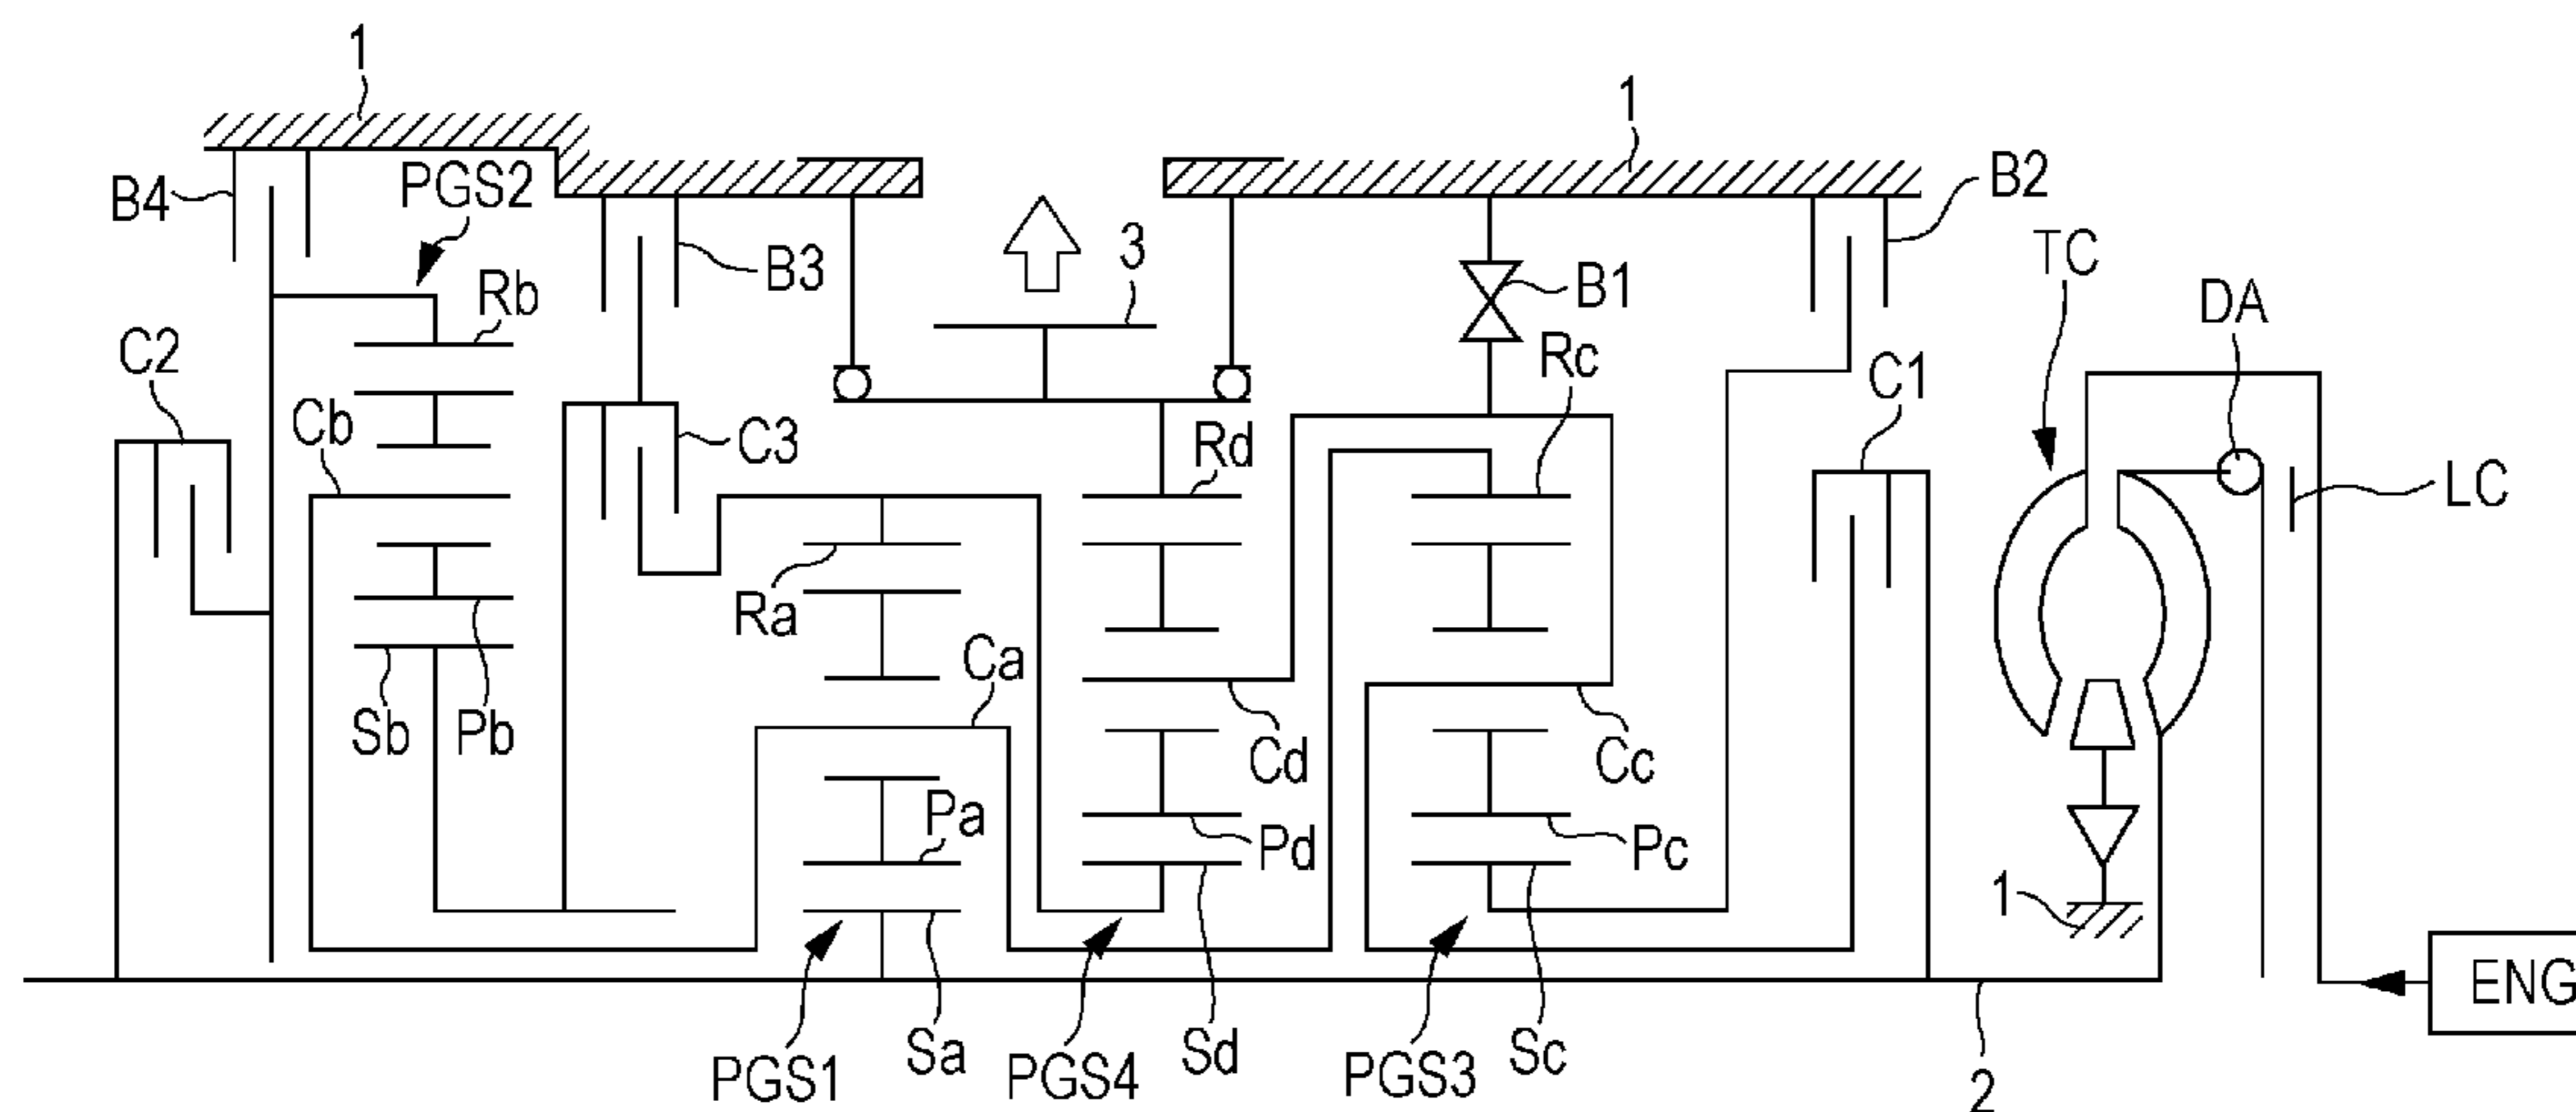 1
1
B4
PGS2
B2
B3
3
TC
Rb
B1
DA
C2
Rc
C1
Cb
C3
Rd
LC
Ra
Ca
Sb
Pb
Cd
Cc
Pa
Pd
Pc
1
ENG
PGS1
Sa
PGS4
Sd
PGS3
Sc
2